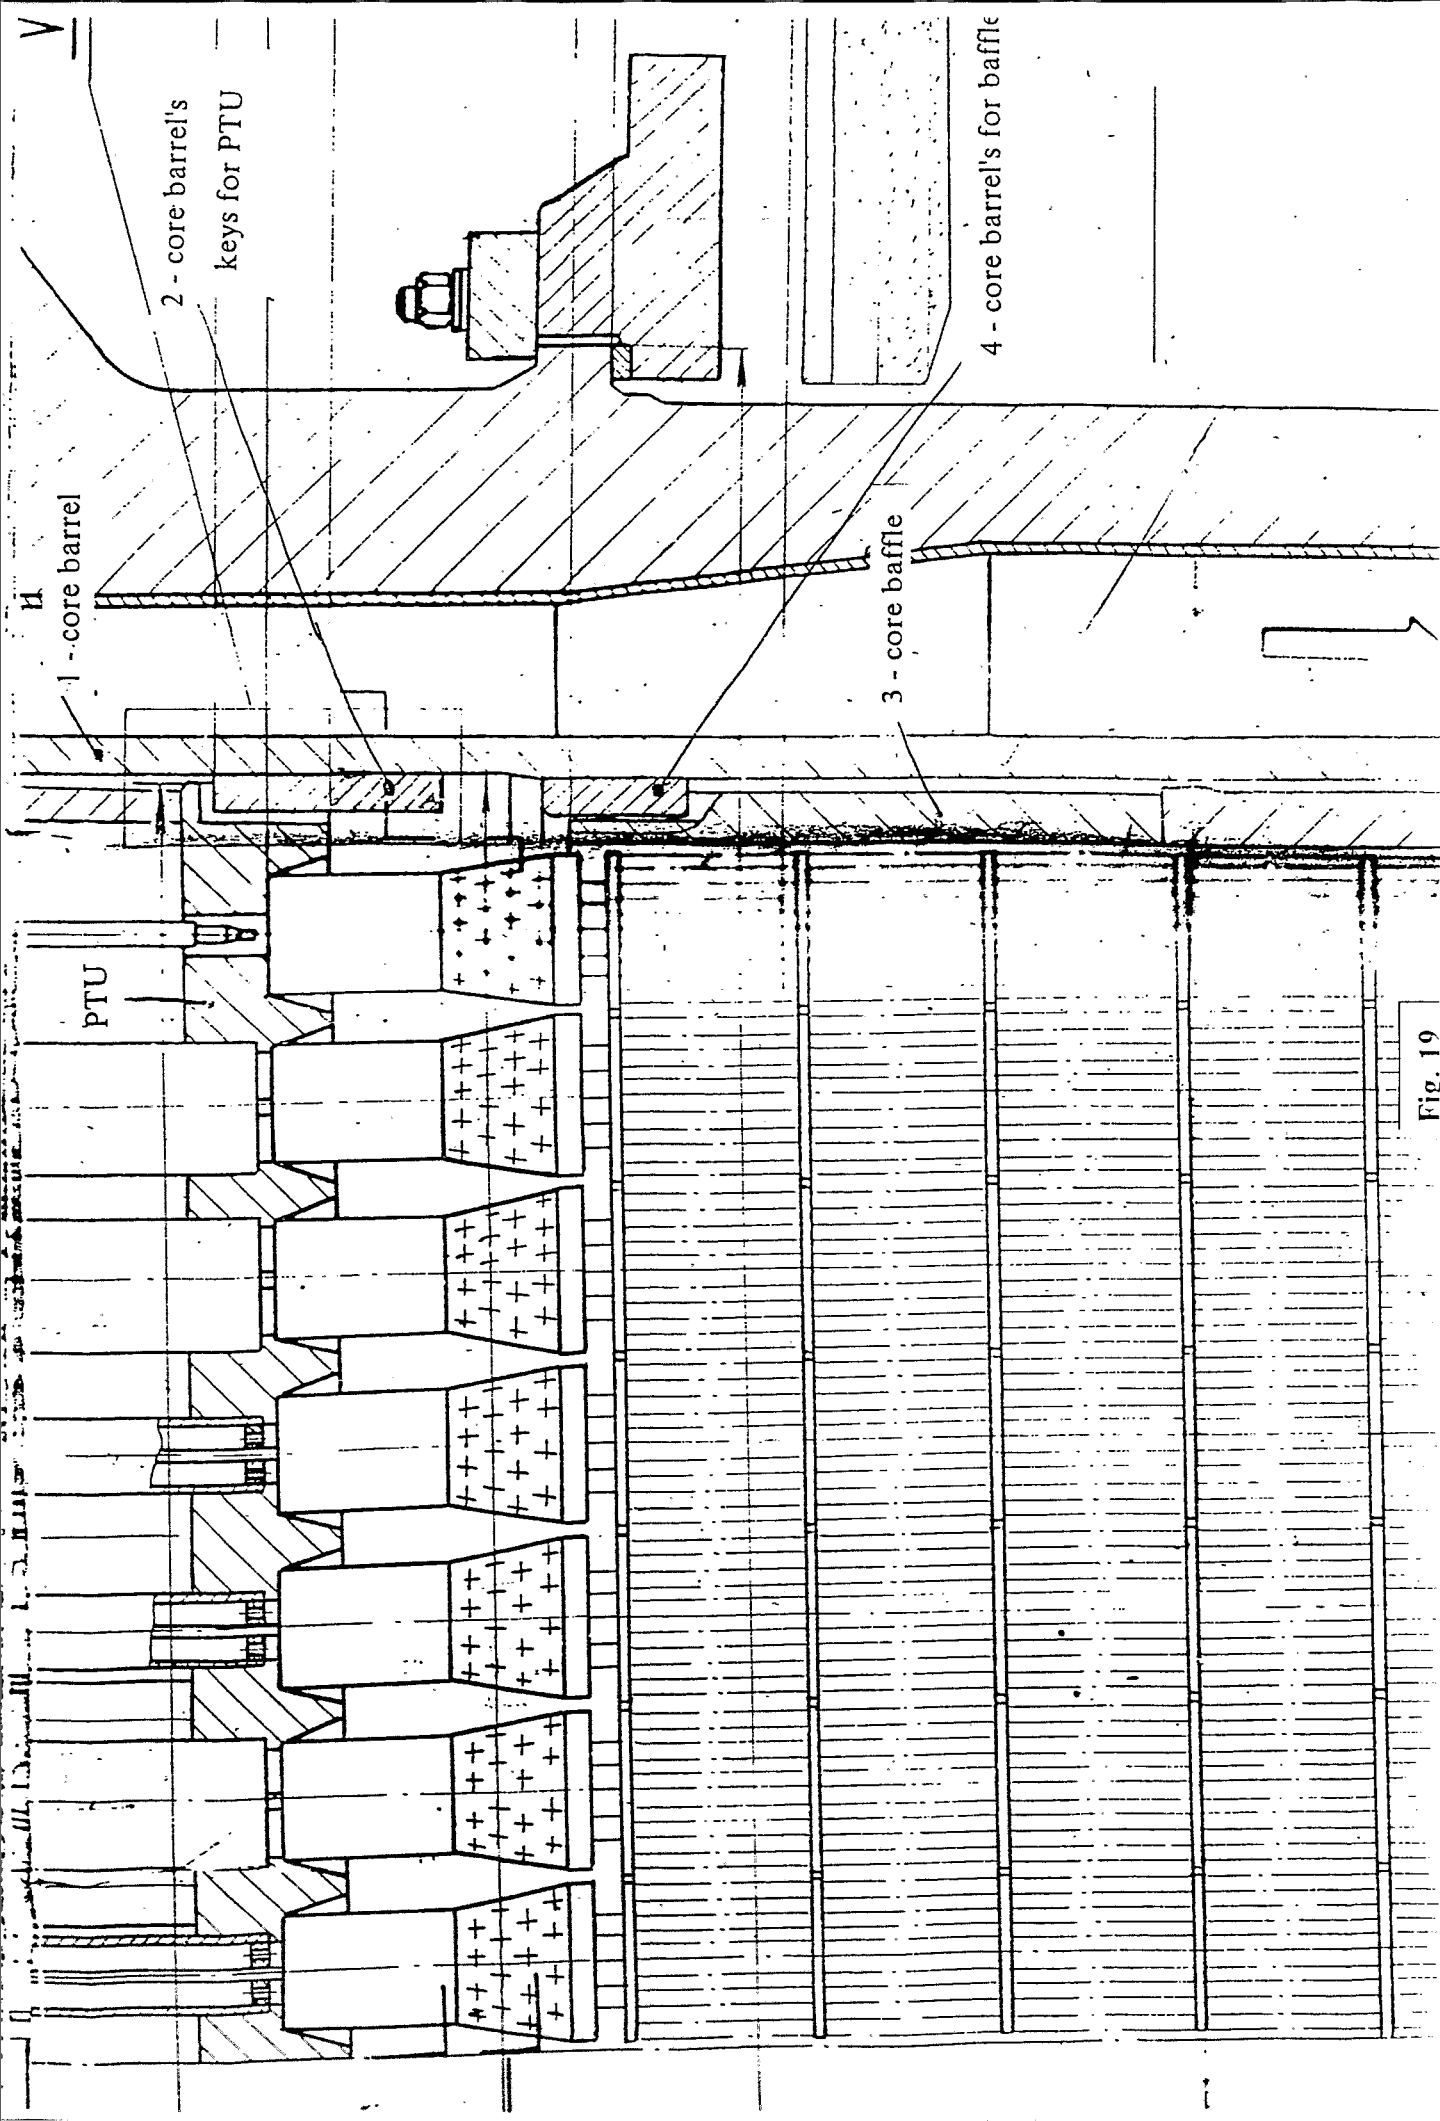 V
1 - core barrel
2 - core barrel's
keys for PTU
PTU
3 - core baffle
4 - core barrel's for baffle
Fig. 19